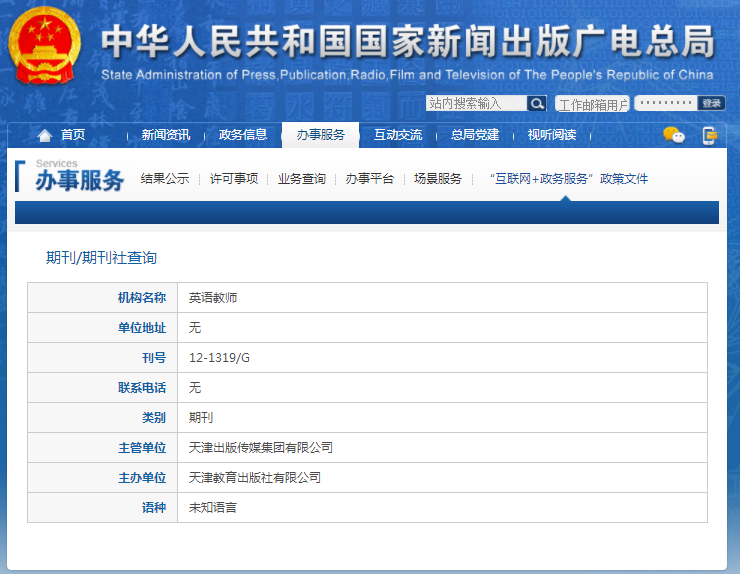 中华人民共和国国家新闻出版广电总局
State Administration of Press,Publication,Radio,Film and Television of The People's Republic of China
站内搜索输入 工作邮箱用户 ········· 登录
首页 新闻资讯 政务信息 办事服务 互动交流 总局党建 视听阅读
Services
办事服务 结果公示 许可事项 业务查询 办事平台 场景服务 “互联网+政务服务”政策文件
期刊/期刊社查询
机构名称 英语教师
单位地址 无
刊号 12-1319/G
联系电话 无
类别 期刊
主管单位 天津出版传媒集团有限公司
主办单位 天津教育出版社有限公司
语种 未知语言